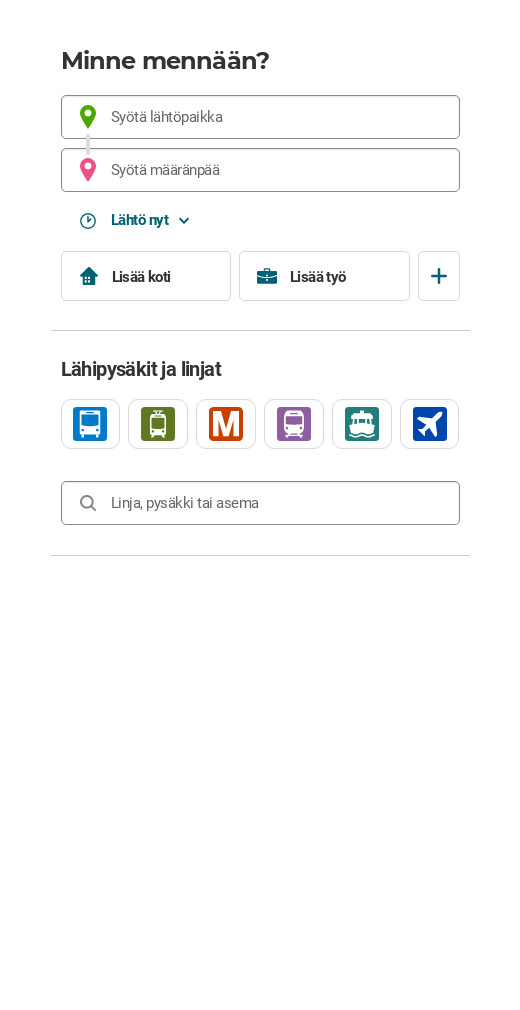 Minne mennään?
Syötä lähtöpaikka
Syötä määränpää
Lähtö nyt
Lisää koti
Lisää työ
Lähipysäkit ja linjat
M
Linja, pysäkki tai asema